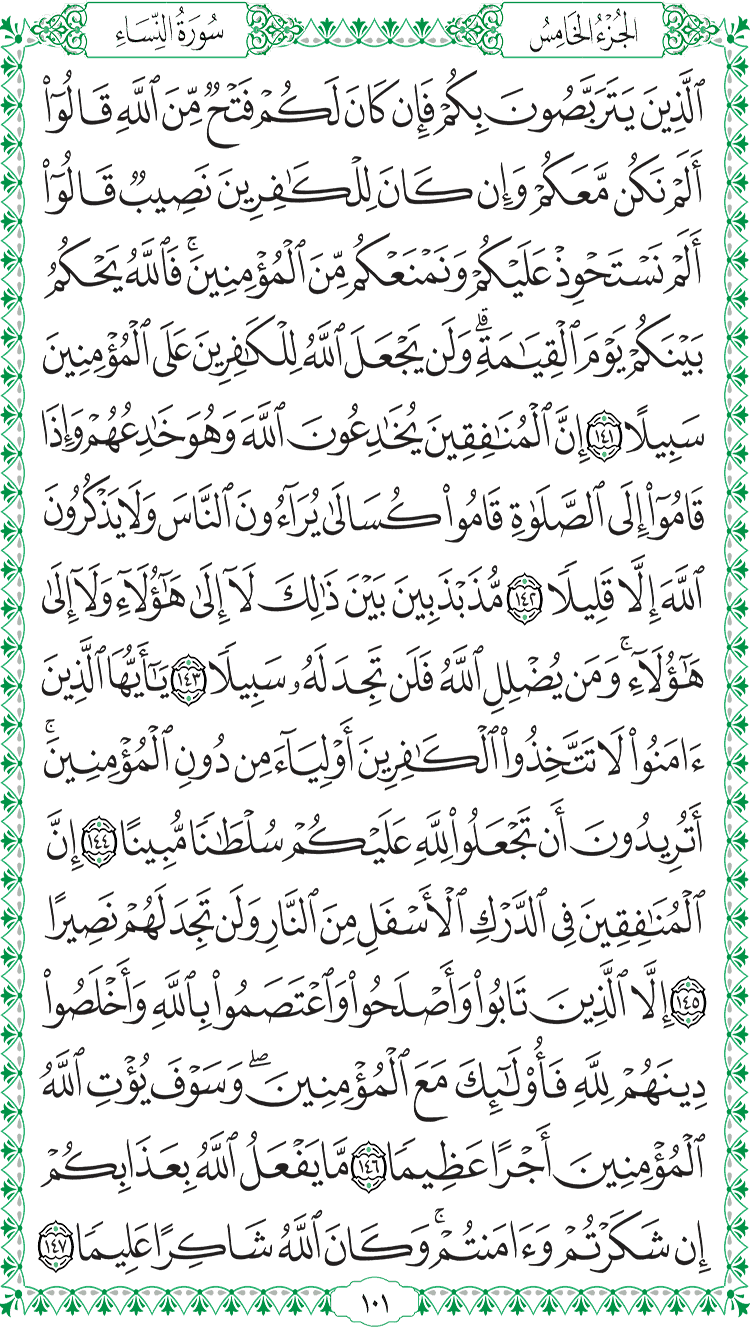 الجُزْءُ الخَامِسُ
سُورَةُ النِّسَاءِ
ٱلَّذِينَ يَتَرَبَّصُونَ بِكُمْ فَإِن كَانَ لَكُمْ فَتْحٌ مِّنَ ٱللَّهِ قَالُوٓا۟
أَلَمْ نَكُن مَّعَكُمْ وَإِن كَانَ لِلْكَـٰفِرِينَ نَصِيبٌ قَالُوٓا۟
أَلَمْ نَسْتَحْوِذْ عَلَيْكُمْ وَنَمْنَعْكُم مِّنَ ٱلْمُؤْمِنِينَ ۚ فَٱللَّهُ يَحْكُمُ
بَيْنَكُمْ يَوْمَ ٱلْقِيَـٰمَةِ ۗ وَلَن يَجْعَلَ ٱللَّهُ لِلْكَـٰفِرِينَ عَلَى ٱلْمُؤْمِنِينَ
سَبِيلًا ١٤١ إِنَّ ٱلْمُنَـٰفِقِينَ يُخَـٰدِعُونَ ٱللَّهَ وَهُوَ خَـٰدِعُهُمْ وَإِذَا
قَامُوٓا۟ إِلَى ٱلصَّلَوٰةِ قَامُوا۟ كُسَالَىٰ يُرَآءُونَ ٱلنَّاسَ وَلَا يَذْكُرُونَ
ٱللَّهَ إِلَّا قَلِيلًا ١٤٢ مُّذَبْذَبِينَ بَيْنَ ذَٰلِكَ لَآ إِلَىٰ هَـٰٓؤُلَآءِ وَلَآ إِلَىٰ
هَـٰٓؤُلَآءِ ۚ وَمَن يُضْلِلِ ٱللَّهُ فَلَن تَجِدَ لَهُۥ سَبِيلًا ١٤٣ يَـٰٓأَيُّهَا ٱلَّذِينَ
ءَامَنُوا۟ لَا تَتَّخِذُوا۟ ٱلْكَـٰفِرِينَ أَوْلِيَآءَ مِن دُونِ ٱلْمُؤْمِنِينَ ۚ
أَتُرِيدُونَ أَن تَجْعَلُوا۟ لِلَّهِ عَلَيْكُمْ سُلْطَـٰنًا مُّبِينًا ١٤٤ إِنَّ
ٱلْمُنَـٰفِقِينَ فِى ٱلدَّرْكِ ٱلْأَسْفَلِ مِنَ ٱلنَّارِ وَلَن تَجِدَ لَهُمْ نَصِيرًا
١٤٥ إِلَّا ٱلَّذِينَ تَابُوا۟ وَأَصْلَحُوا۟ وَٱعْتَصَمُوا۟ بِٱللَّهِ وَأَخْلَصُوا۟
دِينَهُمْ لِلَّهِ فَأُو۟لَـٰٓئِكَ مَعَ ٱلْمُؤْمِنِينَ ۖ وَسَوْفَ يُؤْتِ ٱللَّهُ
ٱلْمُؤْمِنِينَ أَجْرًا عَظِيمًا ١٤٦ مَّا يَفْعَلُ ٱللَّهُ بِعَذَابِكُمْ
إِن شَكَرْتُمْ وَءَامَنتُمْ ۚ وَكَانَ ٱللَّهُ شَاكِرًا عَلِيمًا ١٤٧
١٠١